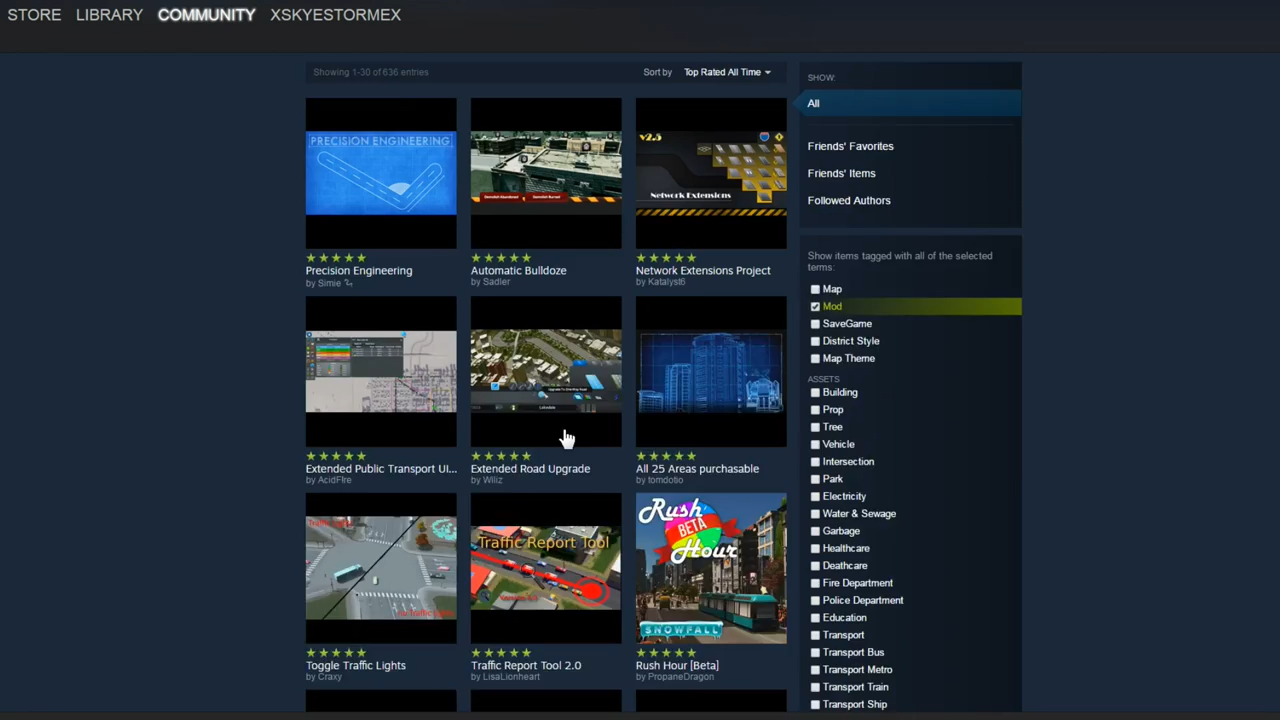 STORE LIBRARY COMMUNITY XSKYESTORMEX
Showing 1-30 of 636 entries
Sort by Top Rated All Time
PRECISION ENGINEERING
v2.5
Network Extensions
Precision Engineering
by Simie
Automatic Bulldoze
by Sadler
Network Extensions Project
by Katalyst6
Extended Public Transport UI...
by AcidF!re
Extended Road Upgrade
by Wiliz
All 25 Areas purchasable
by tomdotio
Traffic Report Tool
Rush
BETA
Hour
SNOWFALL
Toggle Traffic Lights
by Craxy
Traffic Report Tool 2.0
by LisaLionheart
Rush Hour [Beta]
by PropaneDragon
SHOW:
All
Friends' Favorites
Friends' Items
Followed Authors
Show items tagged with all of the selected
terms:
Map
Mod
SaveGame
District Style
Map Theme
ASSETS
Building
Prop
Tree
Vehicle
Intersection
Park
Electricity
Water & Sewage
Garbage
Healthcare
Deathcare
Fire Department
Police Department
Education
Transport
Transport Bus
Transport Metro
Transport Train
Transport Ship